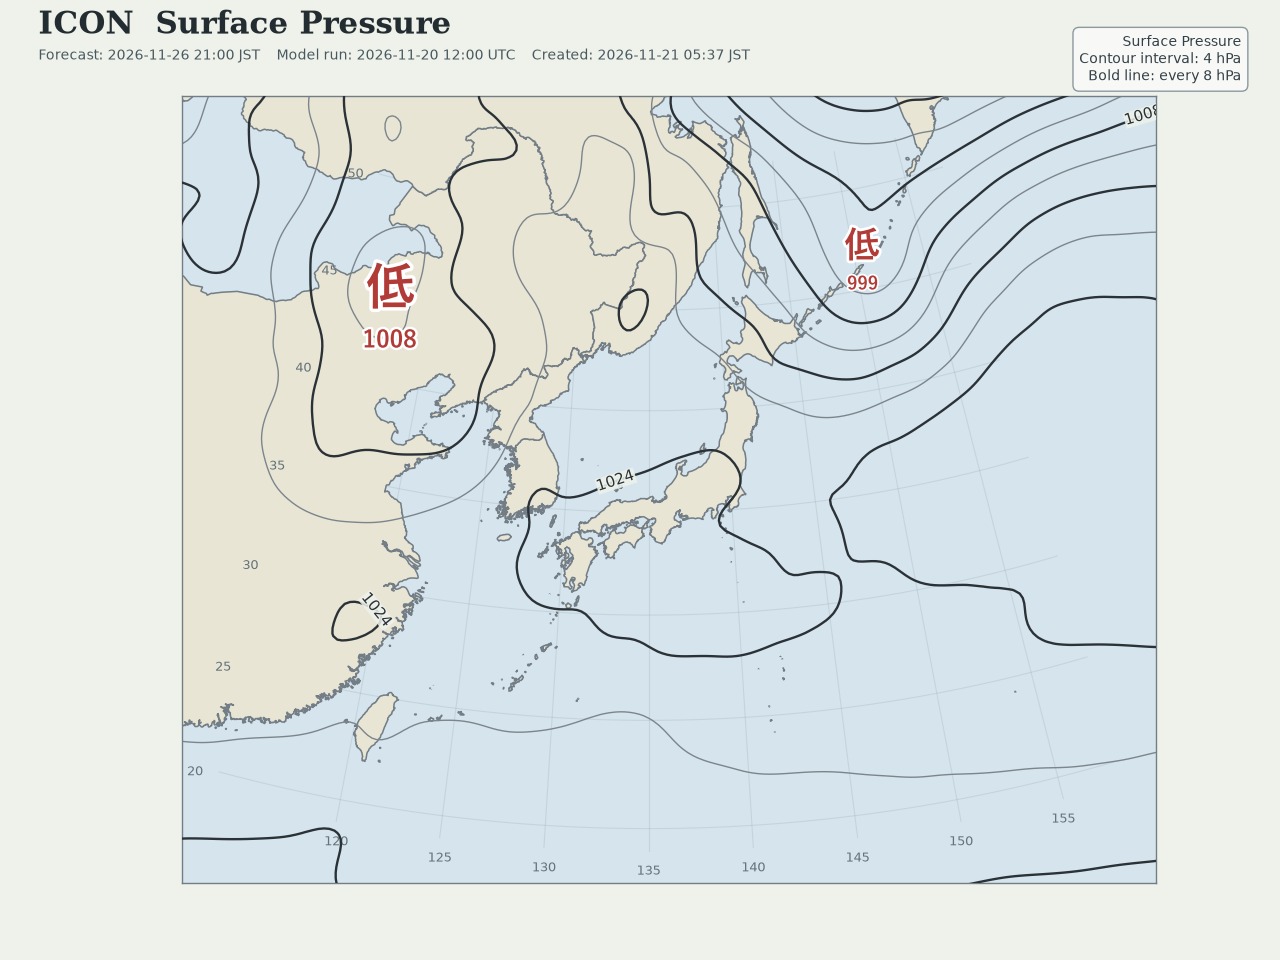 ICON  Surface Pressure
Forecast: 2026-11-26 21:00 JST    Model run: 2026-11-20 12:00 UTC    Created: 2026-11-21 05:37 JST
Surface Pressure
Contour interval: 4 hPa
Bold line: every 8 hPa
1008
50
低
999
45
低
1008
40
35
1024
30
1024
25
20
120
125
130
135
140
145
150
155